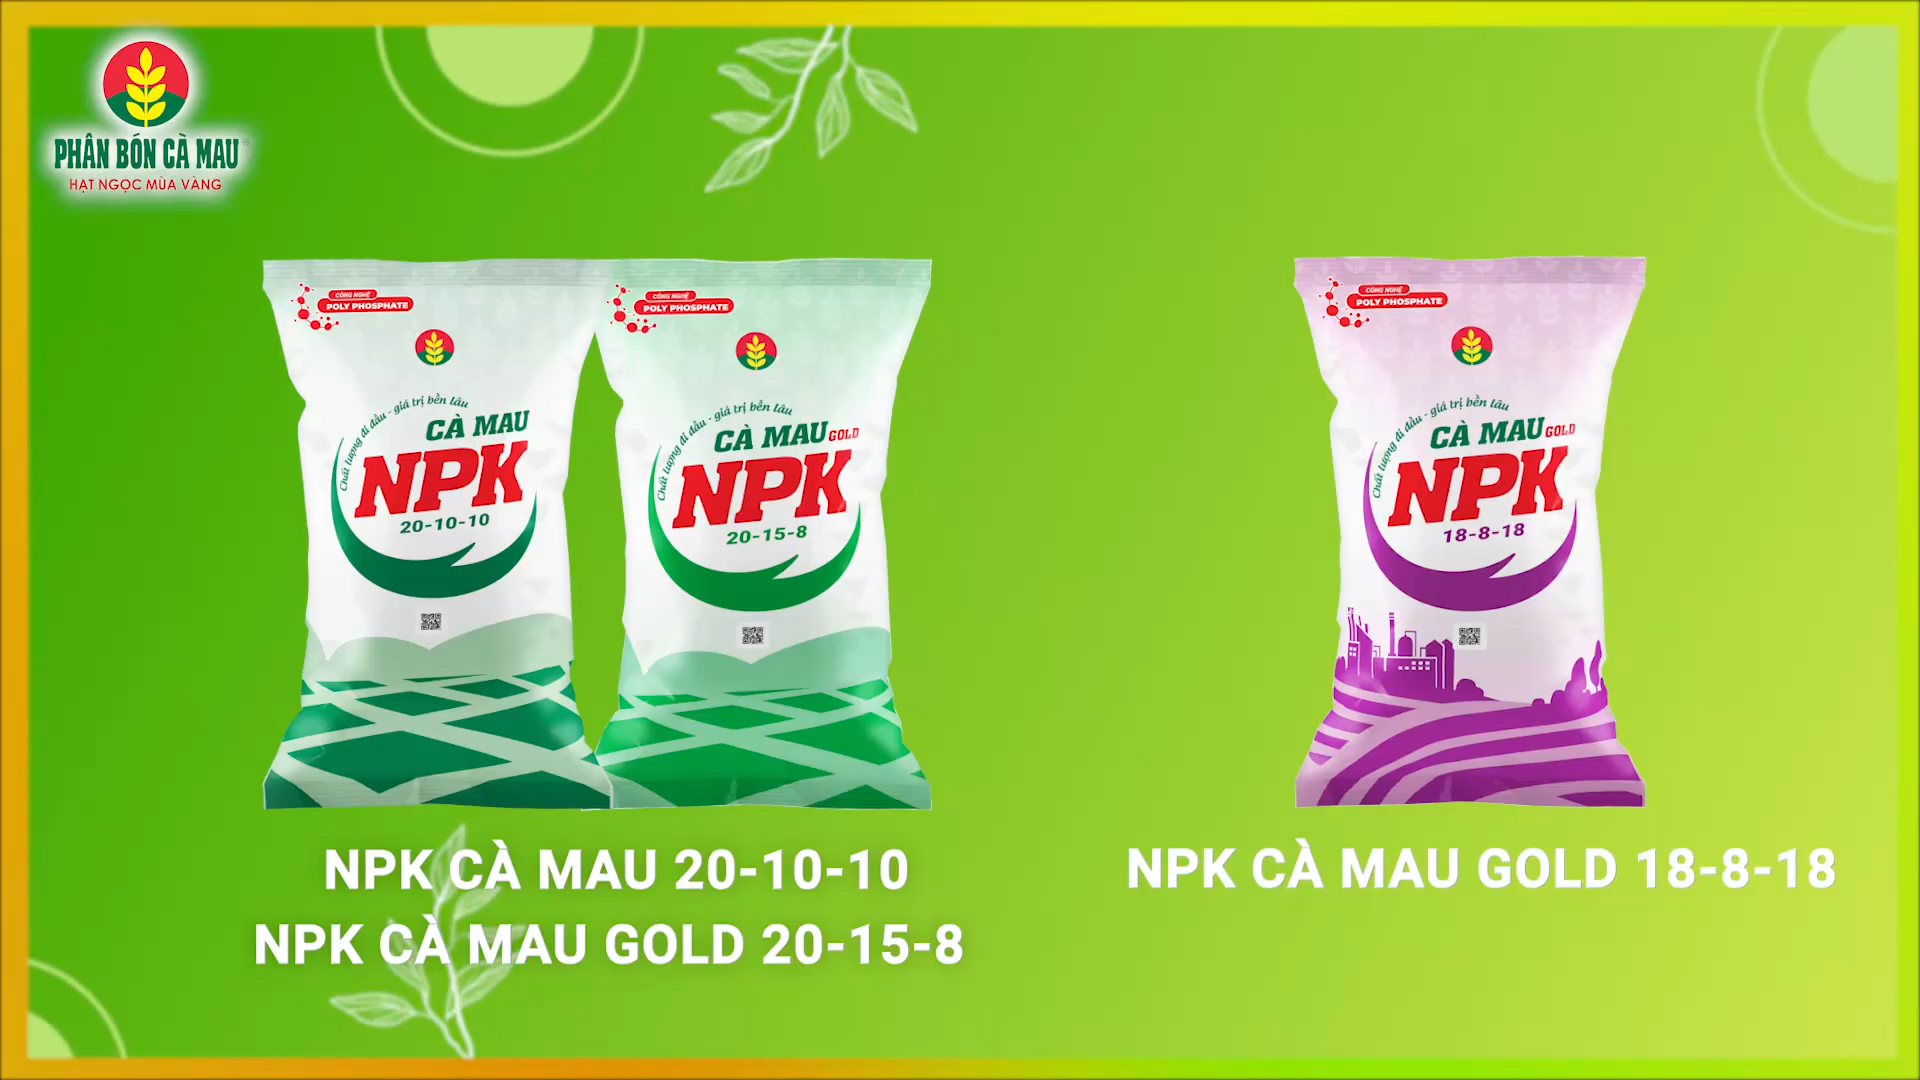 PHÂN BÓN CÀ MAU®
HẠT NGỌC MÙA VÀNG
CÔNG NGHỆ
POLY PHOSPHATE
Chất lượng đi đầu - giá trị bền lâu
CÀ MAU
NPK
20-10-10
CÔNG NGHỆ
POLY PHOSPHATE
Chất lượng đi đầu - giá trị bền lâu
CÀ MAU GOLD
NPK
20-15-8
CÔNG NGHỆ
POLY PHOSPHATE
Chất lượng đi đầu - giá trị bền lâu
CÀ MAU GOLD
NPK
18-8-18
NPK CÀ MAU 20-10-10
NPK CÀ MAU GOLD 20-15-8
NPK CÀ MAU GOLD 18-8-18